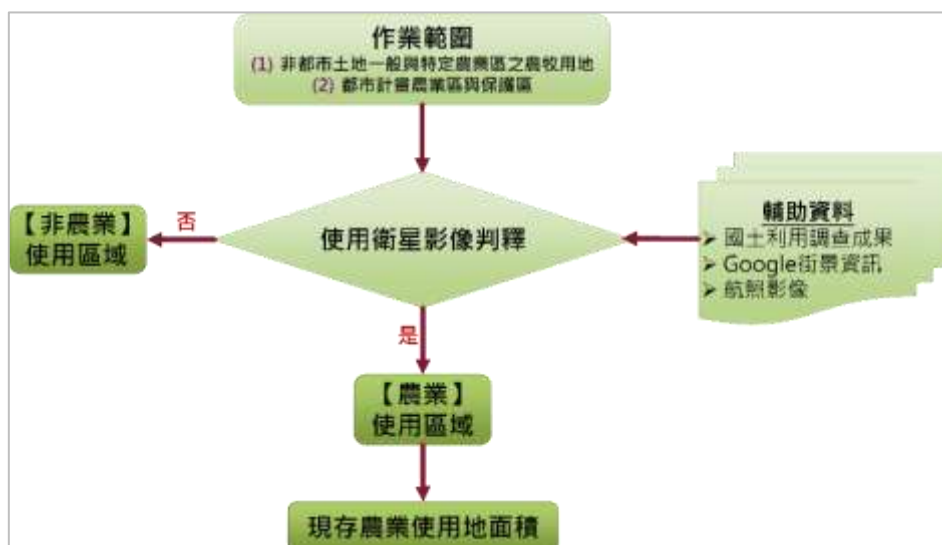 作業範圍
(1) 非都市土地一般與特定農業區之農牧用地
(2) 都市計畫農業區與保護區
使用衛星影像判釋
輔助資料
➤ 國土利用調查成果
➤ Google街景資訊
➤ 航照影像
否
【非農業】
使用區域
是
【農業】
使用區域
現存農業使用地面積